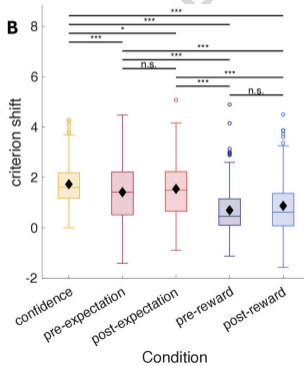 B
***
***
*
***
***
***
n.s.
***
***
n.s.
8
6
4
2
0
-2
criterion shift
confidence
pre-expectation
post-expectation
pre-reward
post-reward
Condition